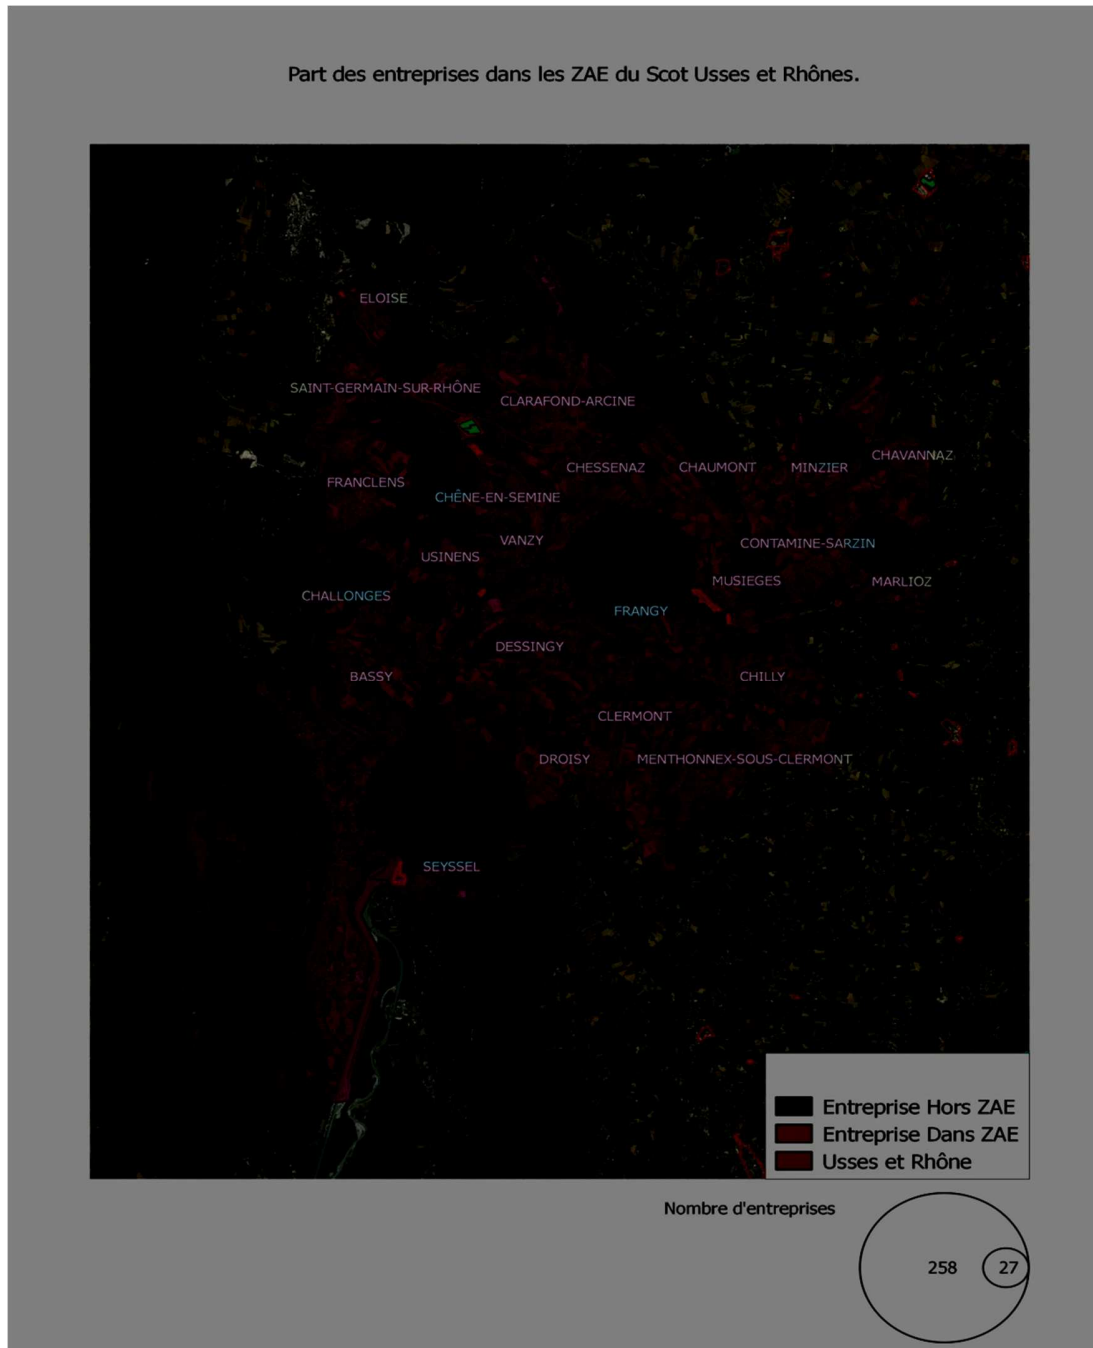 Part des entreprises dans les ZAE du Scot Usses et Rhônes.
ELOISE
SAINT-GERMAIN-SUR-RHÔNE
CLARAFOND-ARCINE
CHAVANNAZ
CHESSENAZ
CHAUMONT
MINZIER
FRANCLENS
CHÊNE-EN-SEMINE
VANZY
CONTAMINE-SARZIN
USINENS
MUSIEGES
MARLIOZ
CHALLONGES
FRANGY
DESSINGY
BASSY
CHILLY
CLERMONT
DROISY
MENTHONNEX-SOUS-CLERMONT
SEYSSEL
Entreprise Hors ZAE
Entreprise Dans ZAE
Usses et Rhône
Nombre d'entreprises
258
27